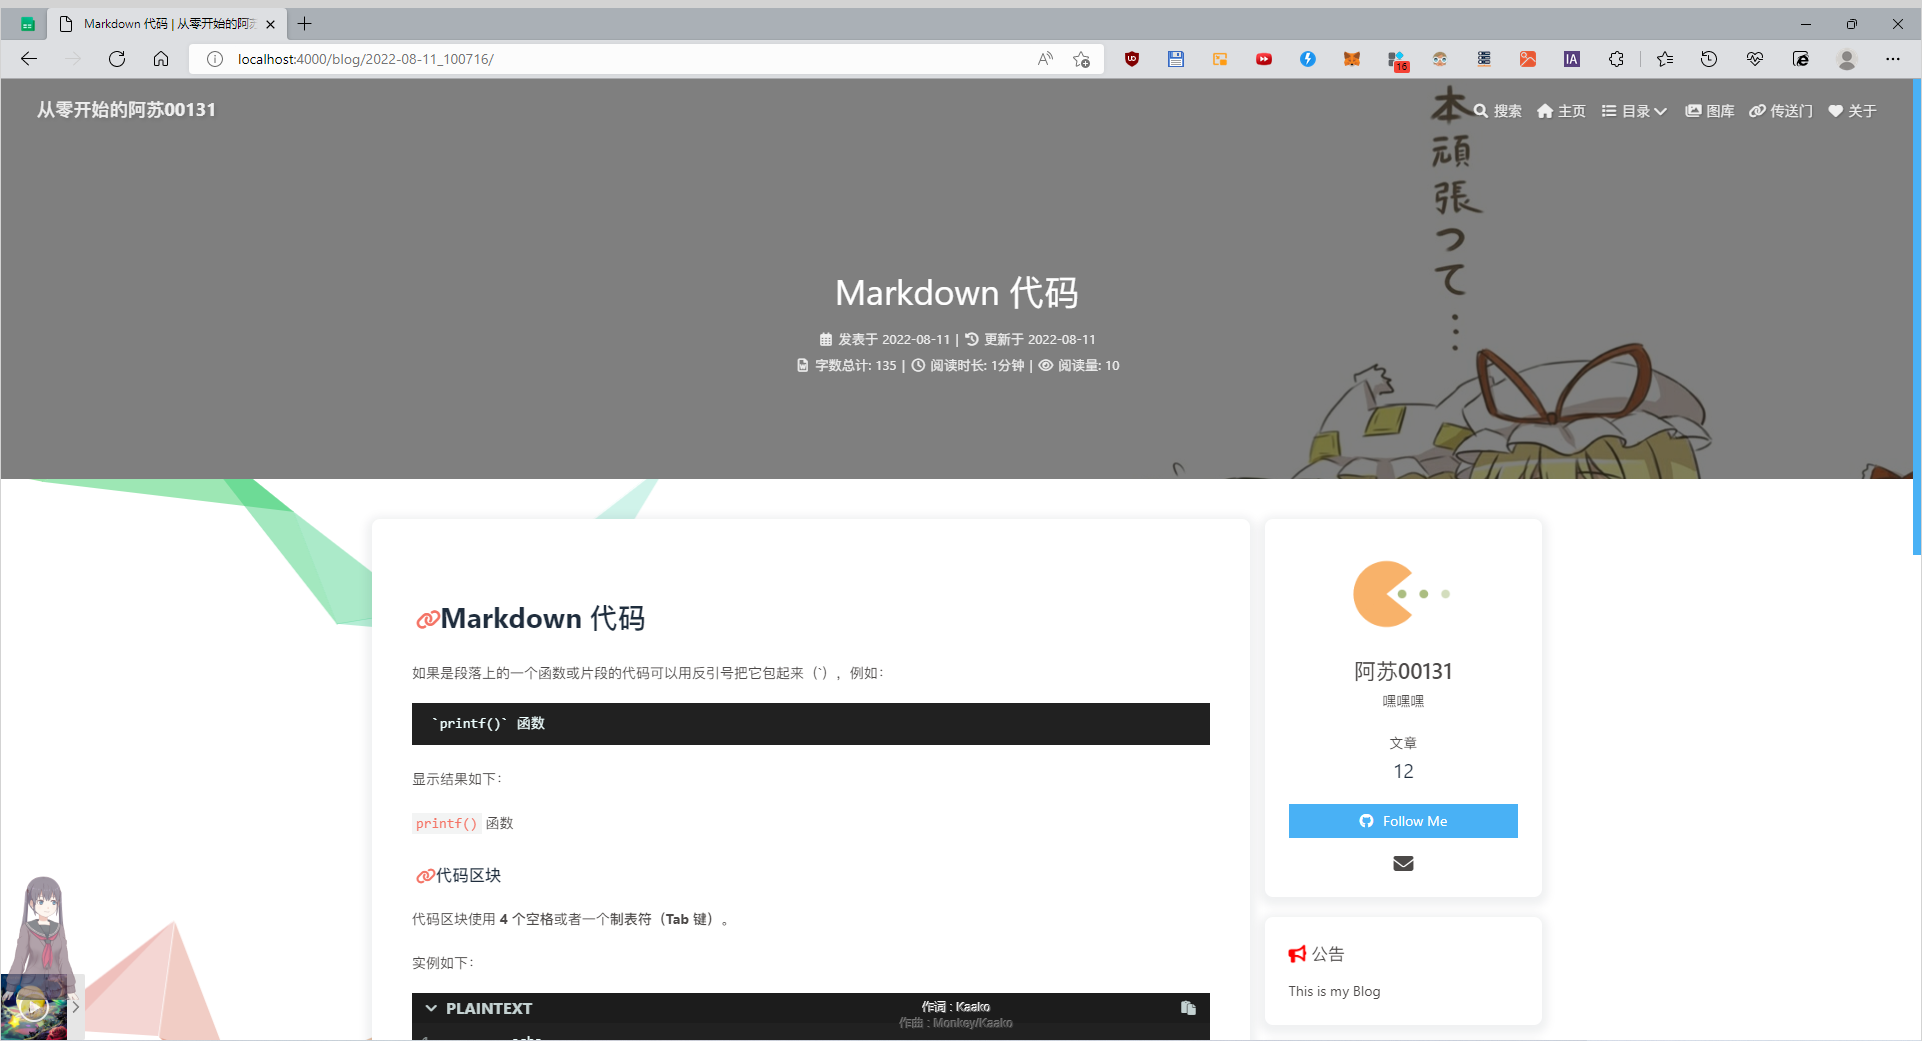 Markdown 代码 | 从零开始的阿苏
localhost:4000/blog/2022-08-11_100716/
16
从零开始的阿苏00131
搜索 主页 目录 图库 传送门 关于
本頑張って…
Markdown 代码
发表于 2022-08-11 | 更新于 2022-08-11
字数总计: 135 | 阅读时长: 1分钟 | 阅读量: 10
Markdown 代码
如果是段落上的一个函数或片段的代码可以用反引号把它包起来（`），例如：
`printf()` 函数
显示结果如下：
printf() 函数
代码区块
代码区块使用 4 个空格或者一个制表符（Tab 键）。
实例如下：
PLAINTEXT
作词 : Kaako
作曲 : Monkey/Kaako
阿苏00131
嘿嘿嘿
文章
12
Follow Me
公告
This is my Blog